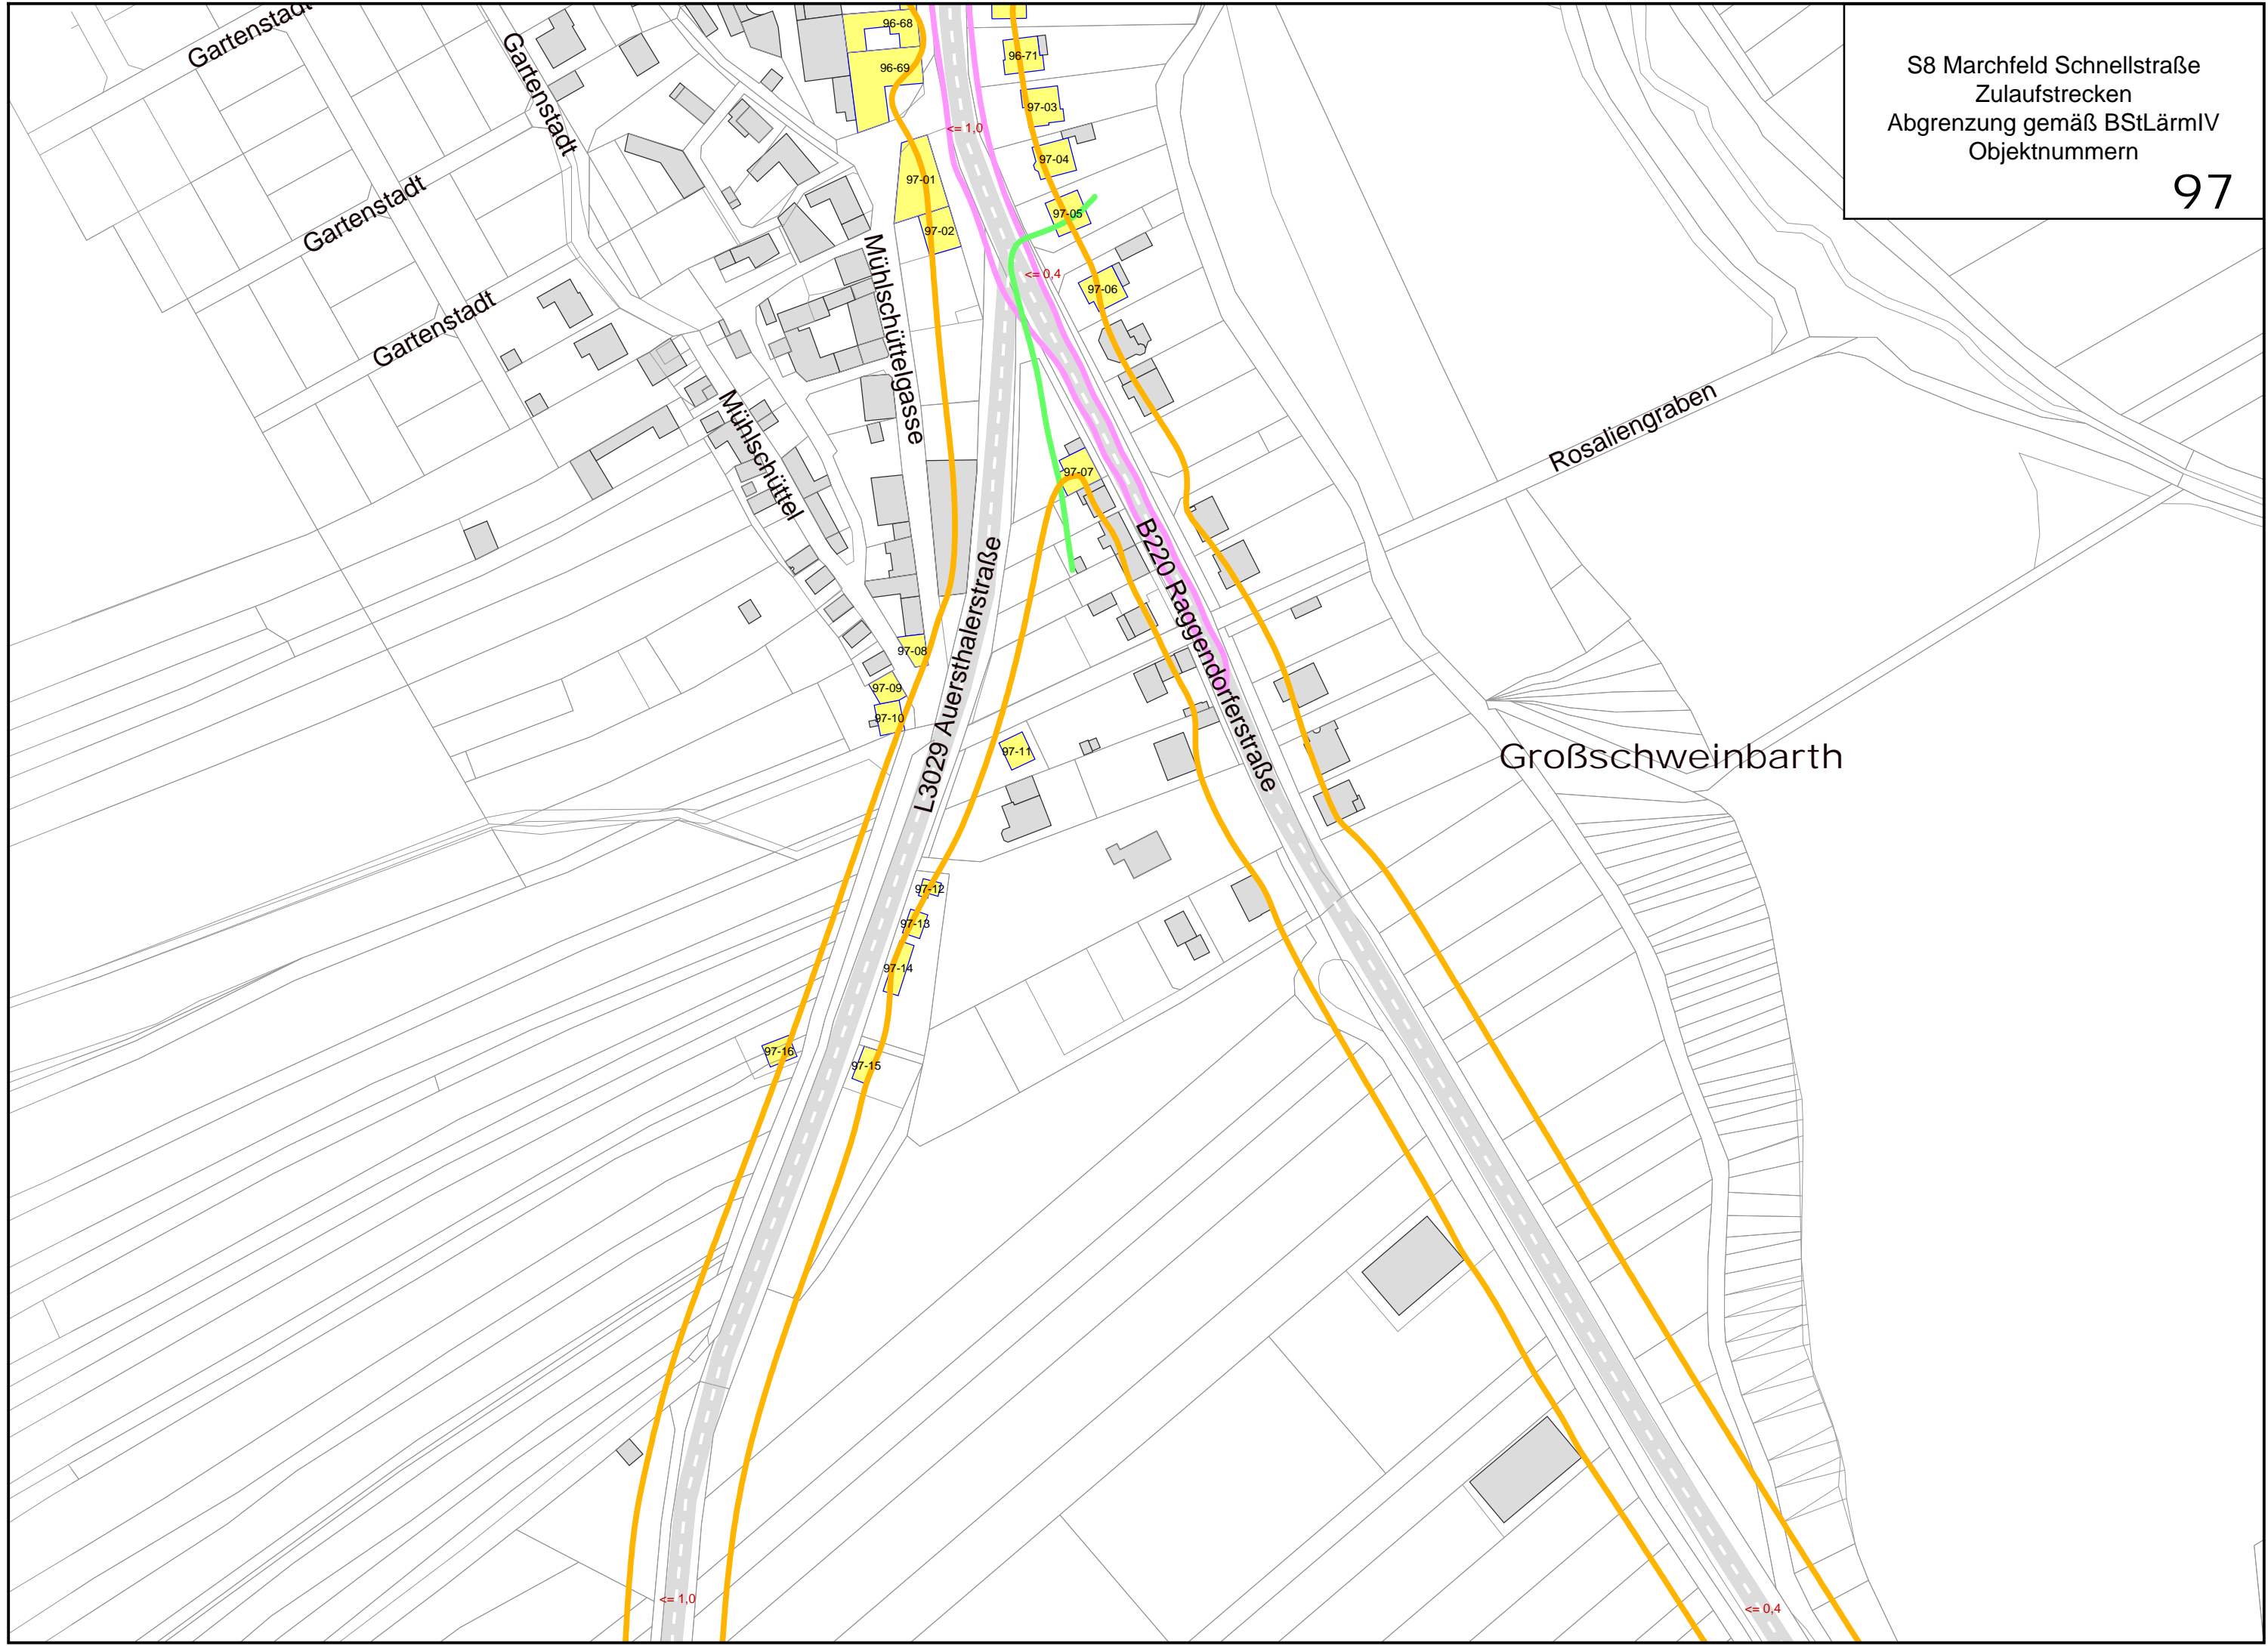 S8 Marchfeld Schnellstraße
Zulaufstrecken
Abgrenzung gemäß BStLärmIV
Objektnummern
97
Gartenstadt
Gartenstadt
Gartenstadt
Gartenstadt
96-68
96-69
96-71
97-03
<= 1,0
97-04
97-01
97-05
97-02
Mühlschüttelgasse
<= 0,4
97-06
Mühlschüttel
Rosaliengraben
97-07
B220 Raggendorferstraße
L3029 Auersthalerstraße
97-08
97-09
97-10
97-11
Großschweinbarth
97-12
97-13
97-14
97-16
97-15
<= 1,0
<= 0,4